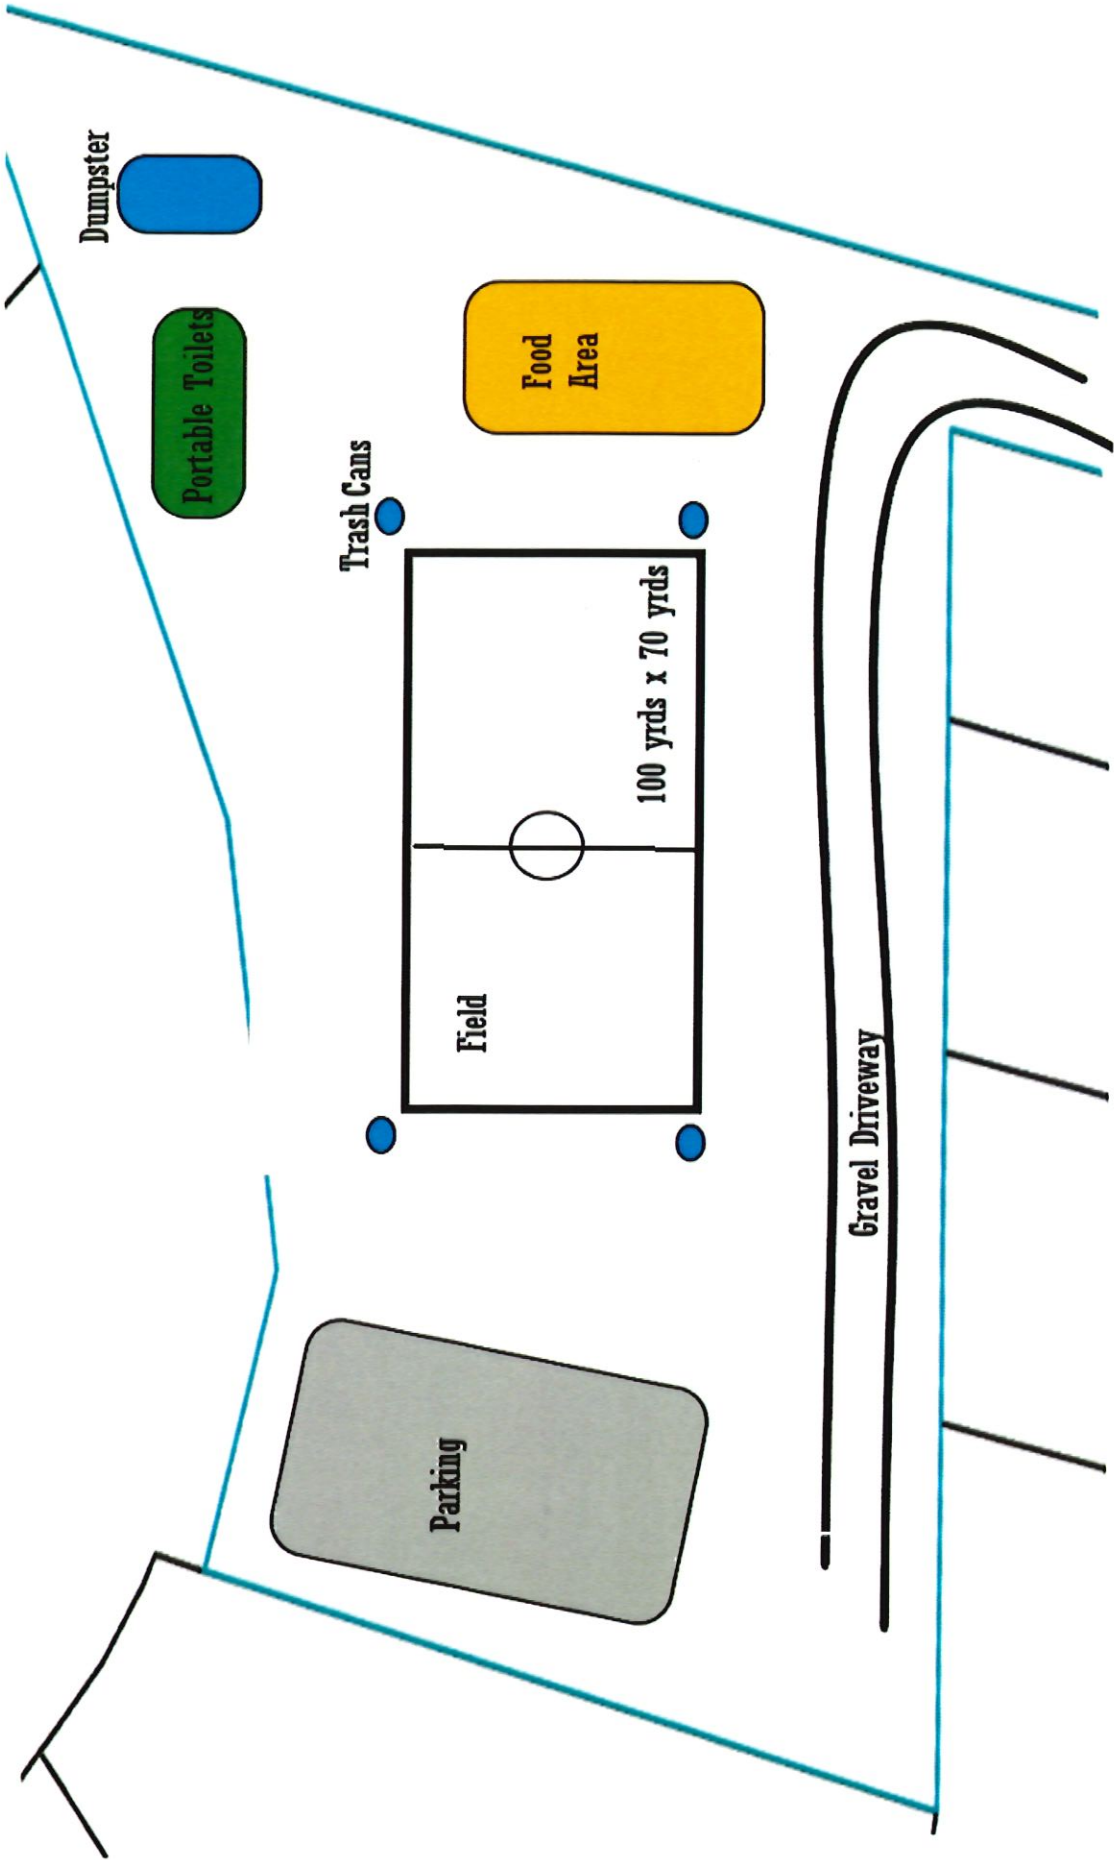 Dumpster
Portable Toilets
Trash Cans
Food
Area
100 yrds x 70 yrds
Field
Gravel Driveway
Parking